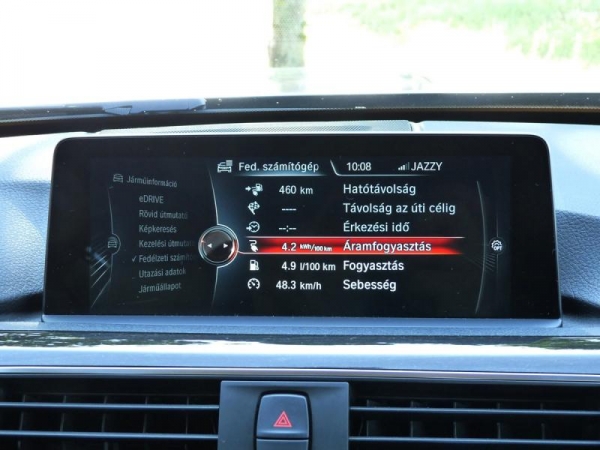 Fed. számítógép 10:08 JAZZY
Járműinformáció
eDRIVE
Rövid útmutató
Képkeresés
Kezelési útmuta
✓ Fedélzeti számító
Utazási adatok
Járműállapot
460 km Hatótávolság
---- Távolság az úti célig
--:-- Érkezési idő
4.2 kWh/100 km Áramfogyasztás
4.9 l/100 km Fogyasztás
48.3 km/h Sebesség
OFF